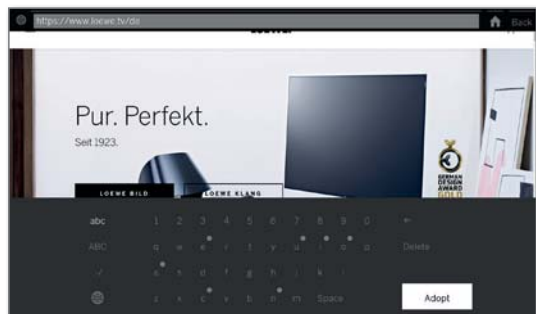 https://www.loewe.tv/de
Back
Pur. Perfekt.
Seit 1923.
LOEWE BILD
LOEWE KLANG
GERMAN
DESIGN
AWARD
GOLD
abc 1 2 3 4 5 6 7 8 9 0 ←
ABC q w e r t y u i o p Delete
a s d f g h j k l
z x c v b n m Space Adopt